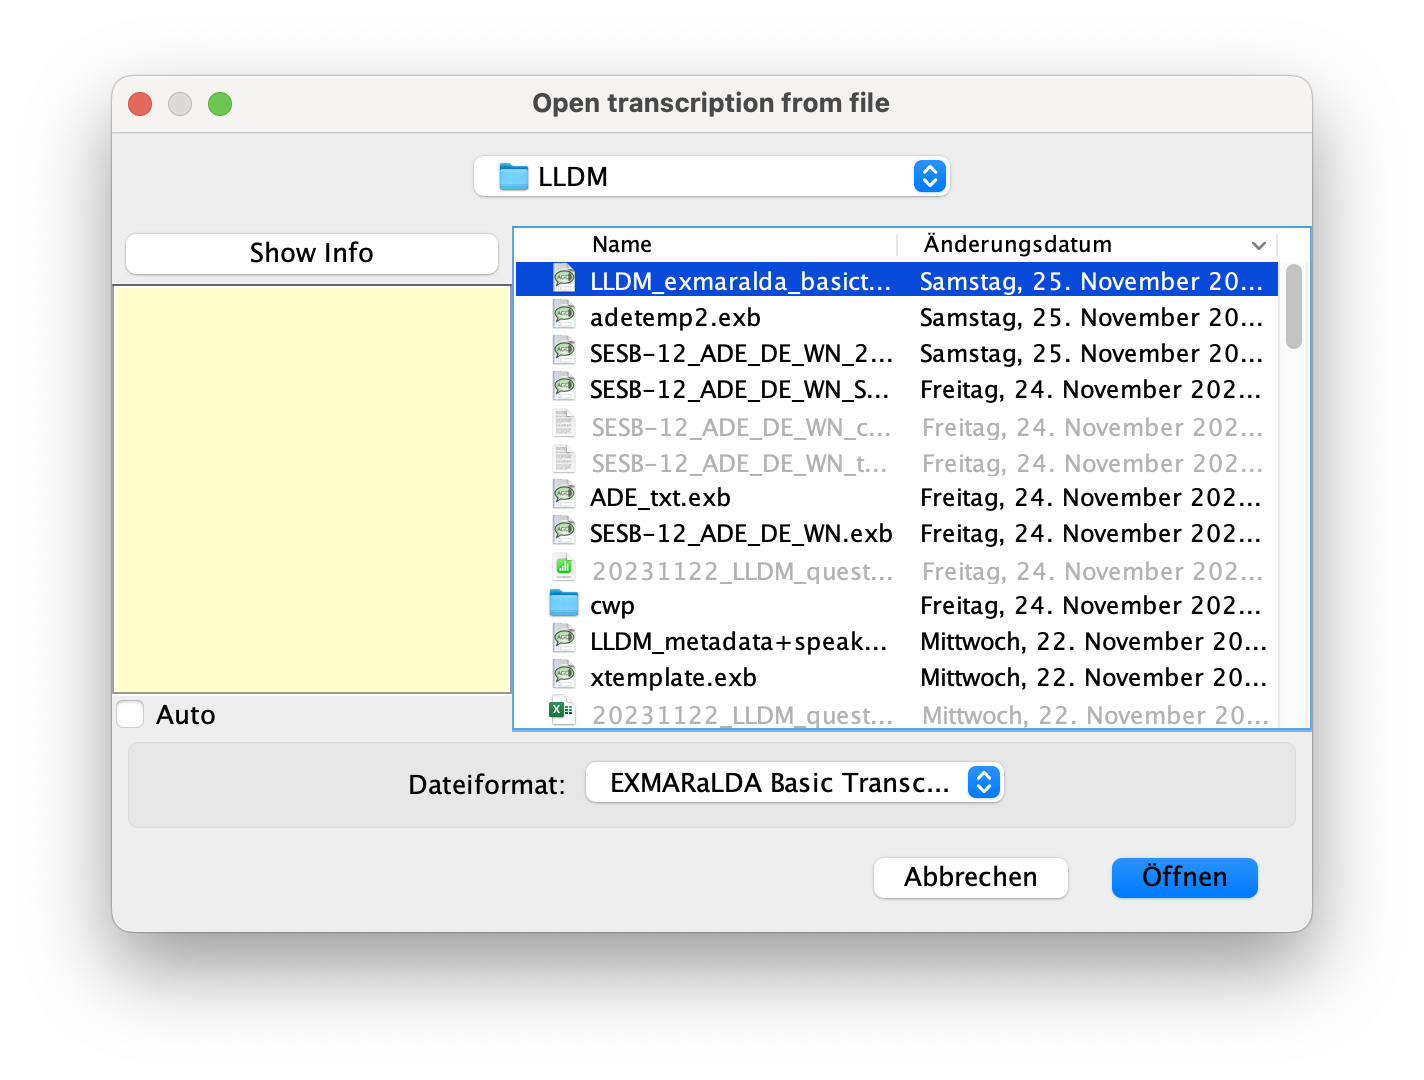 Open transcription from file
LLDM
Show Info
Name Änderungsdatum
LLDM_exmaralda_basict... Samstag, 25. November 20...
adetemp2.exb Samstag, 25. November 20...
SESB-12_ADE_DE_WN_2... Samstag, 25. November 20...
SESB-12_ADE_DE_WN_S... Freitag, 24. November 202...
SESB-12_ADE_DE_WN_c... Freitag, 24. November 202...
SESB-12_ADE_DE_WN_t... Freitag, 24. November 202...
ADE_txt.exb Freitag, 24. November 202...
SESB-12_ADE_DE_WN.exb Freitag, 24. November 202...
20231122_LLDM_quest... Freitag, 24. November 202...
cwp Freitag, 24. November 202...
LLDM_metadata+speak... Mittwoch, 22. November 20...
xtemplate.exb Mittwoch, 22. November 20...
20231122_LLDM_quest... Mittwoch, 22. November 20...
Auto
Dateiformat: EXMARaLDA Basic Transc...
Abbrechen Öffnen